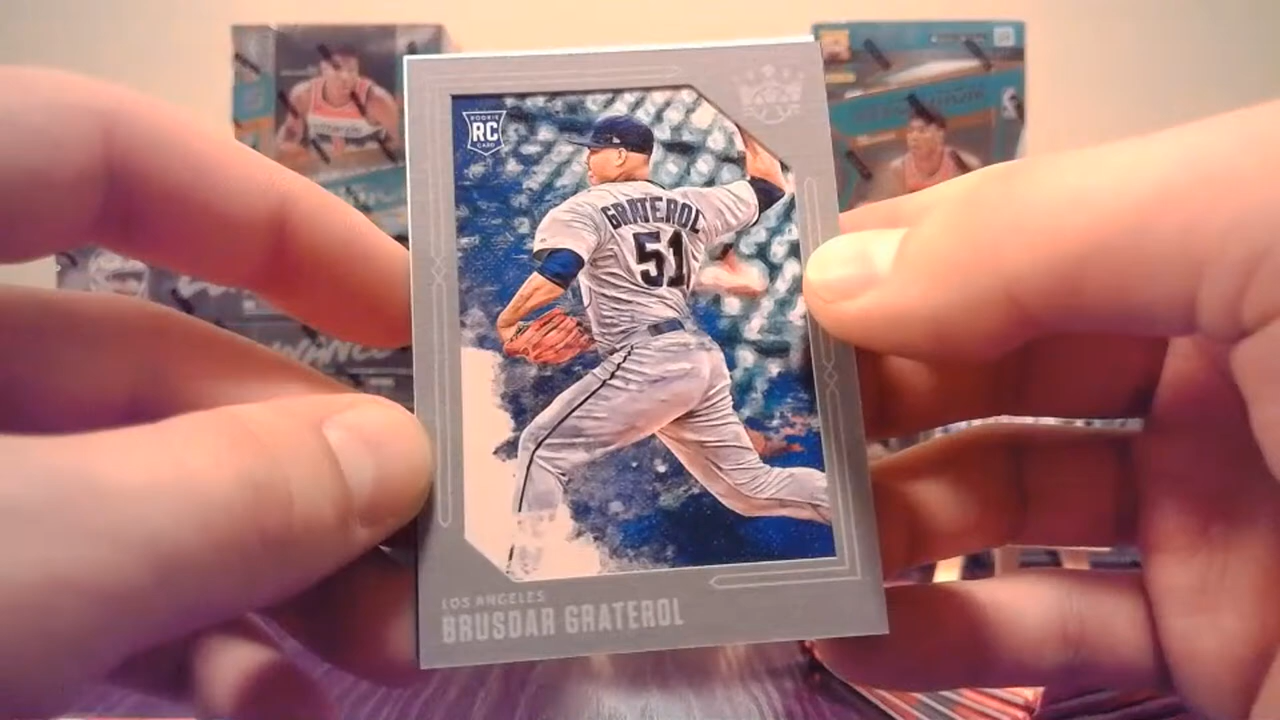 ROOKIE
RC
CARD
GRATEROL
51
LOS ANGELES
BRUSDAR GRATEROL